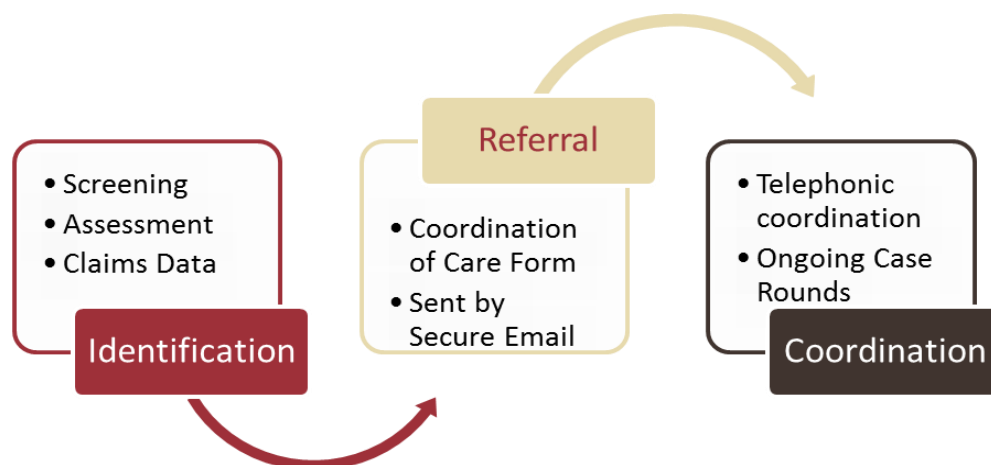 • Screening
• Assessment
• Claims Data
Identification
Referral
• Coordination
of Care Form
• Sent by
Secure Email
• Telephonic
coordination
• Ongoing Case
Rounds
Coordination